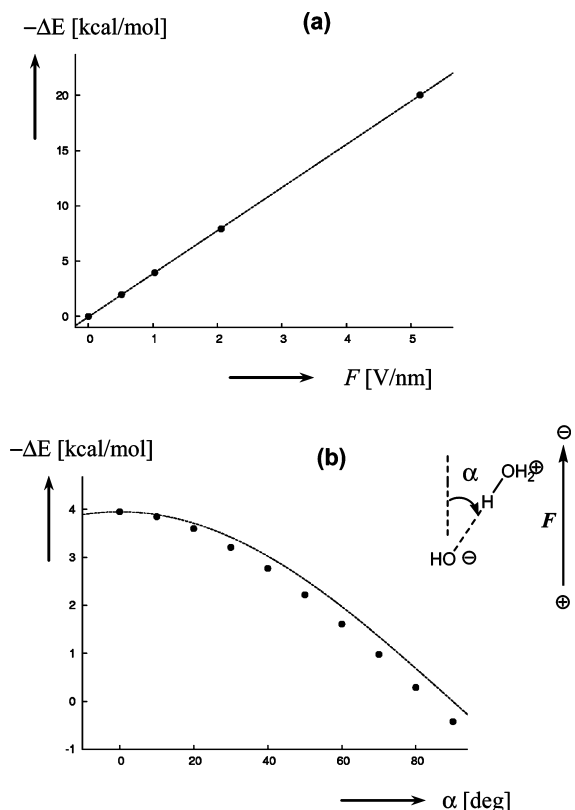 (a)
−ΔE [kcal/mol]
20
15
10
5
0
0 1 2 3 4 5
F [V/nm]
(b)
−ΔE [kcal/mol]
4
3
2
1
0
-1
0 20 40 60 80
α [deg]
⊖
α
OH2⊕
H
F
HO ⊖
⊕